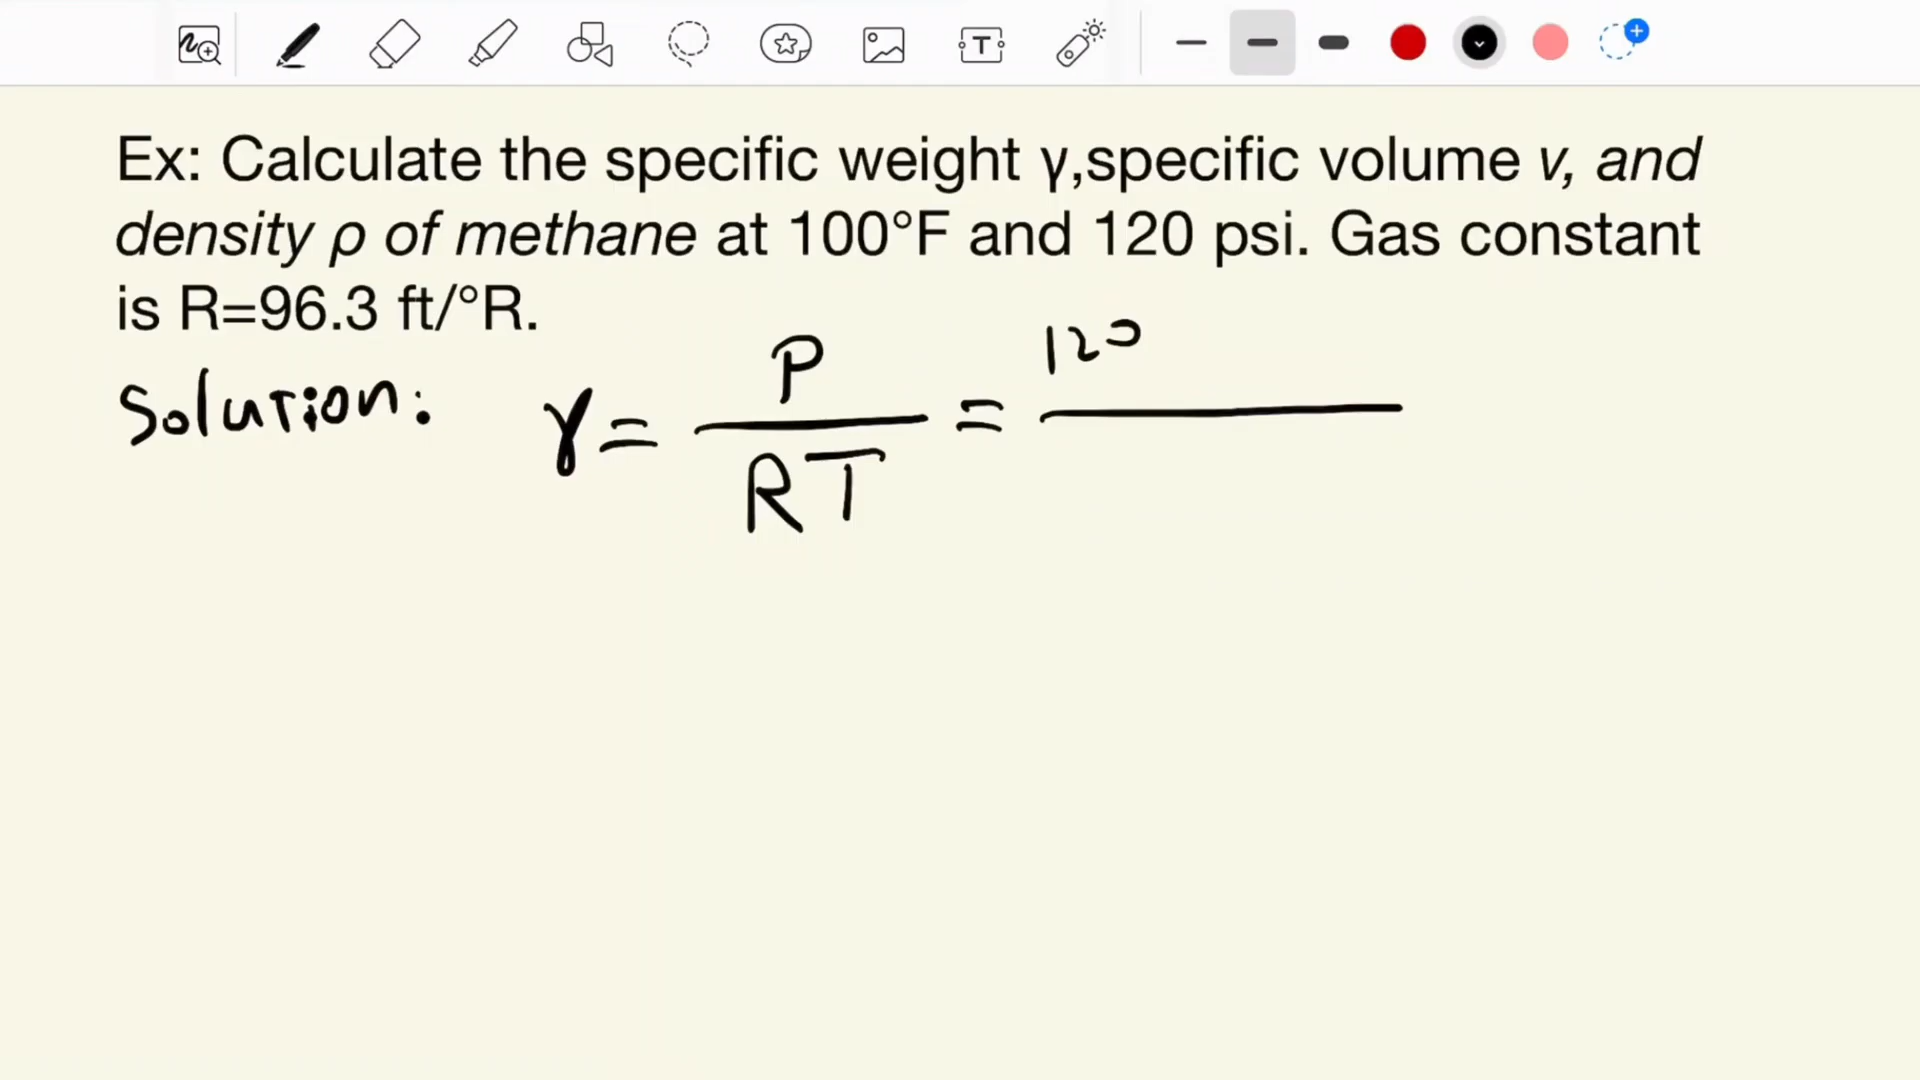 Ex: Calculate the specific weight γ,specific volume v, and
density ρ of methane at 100°F and 120 psi. Gas constant
is R=96.3 ft/°R.
Solution: γ = P / RT = 120